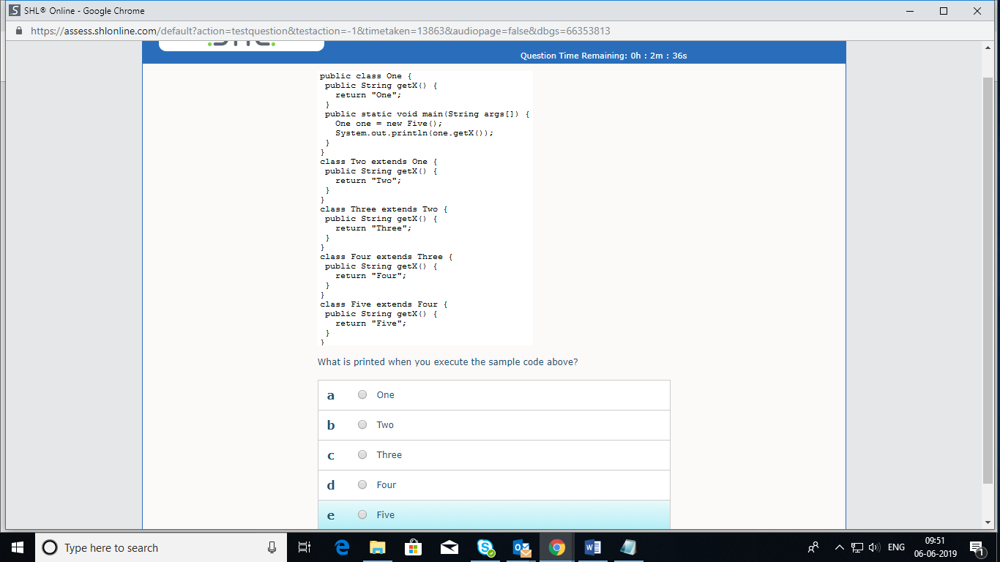 SHL® Online - Google Chrome
https://assess.shlonline.com/default?action=testquestion&testaction=-1&timetaken=13863&audiopage=false&dbgs=66353813
Question Time Remaining: 0h : 2m : 36s
public class One {
public String getX() {
return "One";
}
public static void main(String args[]) {
One one = new Five();
System.out.println(one.getX());
}
}
class Two extends One {
public String getX() {
return "Two";
}
}
class Three extends Two {
public String getX() {
return "Three";
}
}
class Four extends Three {
public String getX() {
return "Four";
}
}
class Five extends Four {
public String getX() {
return "Five";
}
}
What is printed when you execute the sample code above?
a One
b Two
c Three
d Four
e Five
Type here to search
ENG
09:51
06-06-2019
1